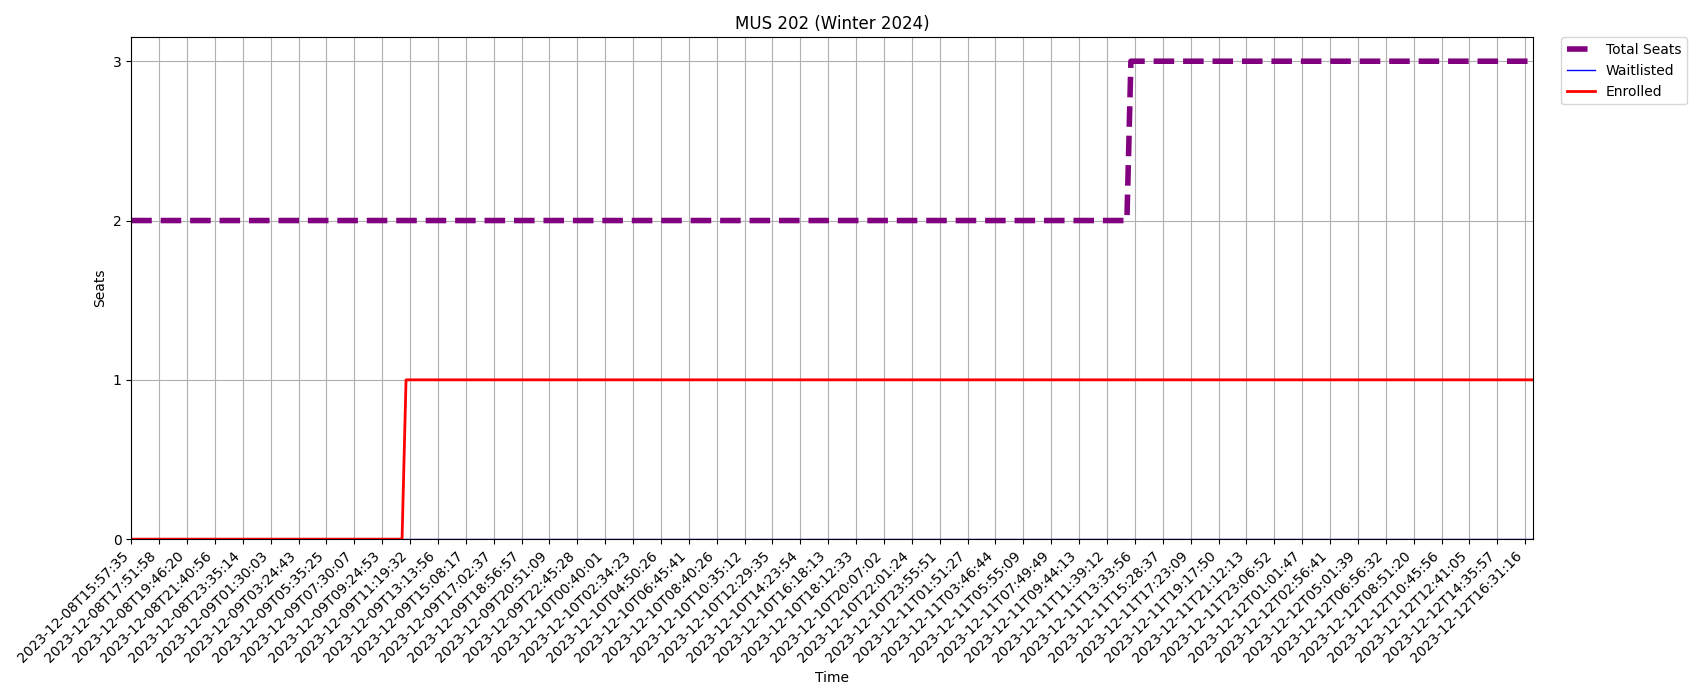 MUS 202 (Winter 2024)
Total Seats
Waitlisted
Enrolled
Seats
3
2
1
0
2023-12-08T15:57:35
2023-12-08T17:51:58
2023-12-08T19:46:20
2023-12-08T21:40:56
2023-12-08T23:35:14
2023-12-09T01:30:03
2023-12-09T03:24:43
2023-12-09T05:35:25
2023-12-09T07:30:07
2023-12-09T09:24:53
2023-12-09T11:19:32
2023-12-09T13:13:56
2023-12-09T15:08:17
2023-12-09T17:02:37
2023-12-09T18:56:57
2023-12-09T20:51:09
2023-12-09T22:45:28
2023-12-10T00:40:01
2023-12-10T02:34:23
2023-12-10T04:50:26
2023-12-10T06:45:41
2023-12-10T08:40:26
2023-12-10T10:35:12
2023-12-10T12:29:35
2023-12-10T14:23:54
2023-12-10T16:18:13
2023-12-10T18:12:33
2023-12-10T20:07:02
2023-12-10T22:01:24
2023-12-10T23:55:51
2023-12-11T01:51:27
2023-12-11T03:46:44
2023-12-11T05:55:09
2023-12-11T07:49:49
2023-12-11T09:44:13
2023-12-11T11:39:12
2023-12-11T13:33:56
2023-12-11T15:28:37
2023-12-11T17:23:09
2023-12-11T19:17:50
2023-12-11T21:12:13
2023-12-11T23:06:52
2023-12-12T01:01:47
2023-12-12T02:56:41
2023-12-12T05:01:39
2023-12-12T06:56:32
2023-12-12T08:51:20
2023-12-12T10:45:56
2023-12-12T12:41:05
2023-12-12T14:35:57
2023-12-12T16:31:16
Time